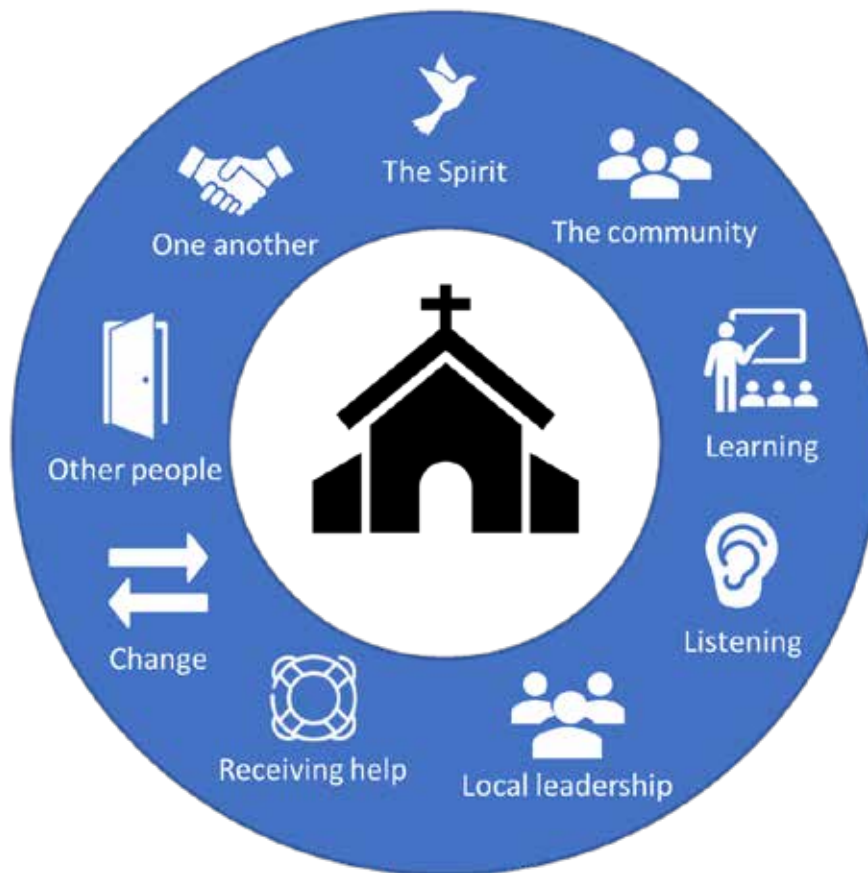 The Spirit
The community
Learning
Listening
Local leadership
Receiving help
Change
Other people
One another